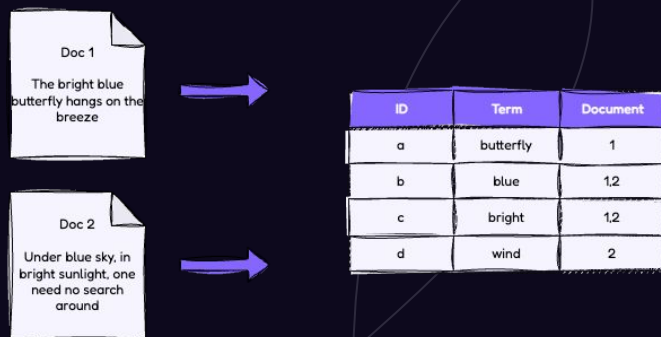 Doc 1
The bright blue
butterfly hangs on the
breeze
Doc 2
Under blue sky, in
bright sunlight, one
need no search
around
ID Term Document
a butterfly 1
b blue 1,2
c bright 1,2
d wind 2